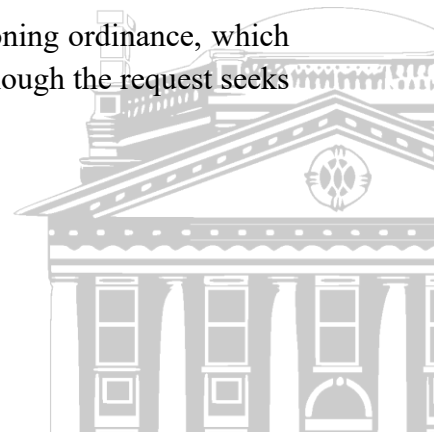 oning ordinance, which
ough the request seeks